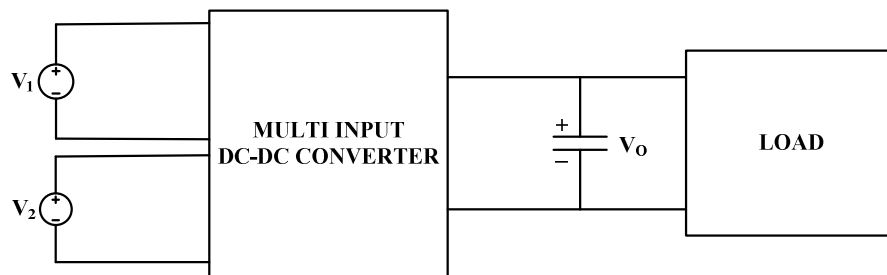 V1
+
−
MULTI INPUT
DC-DC CONVERTER
V2
+
−
+
−
VO
LOAD